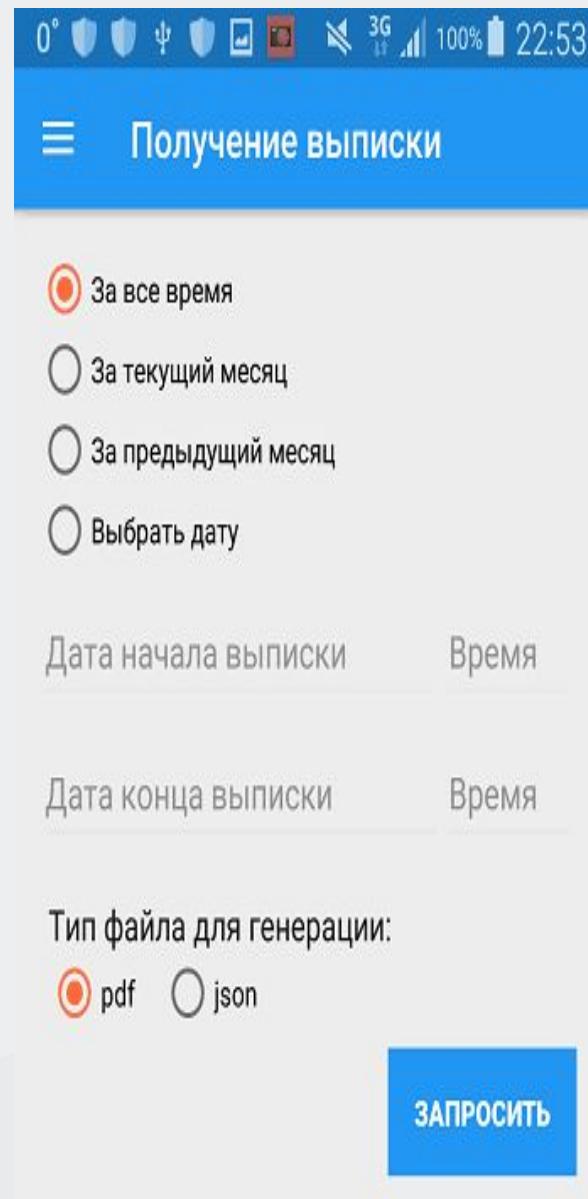 0° 3G 100% 22:53
Получение выписки
За все время
За текущий месяц
За предыдущий месяц
Выбрать дату
Дата начала выписки Время
Дата конца выписки Время
Тип файла для генерации:
pdf json
ЗАПРОСИТЬ